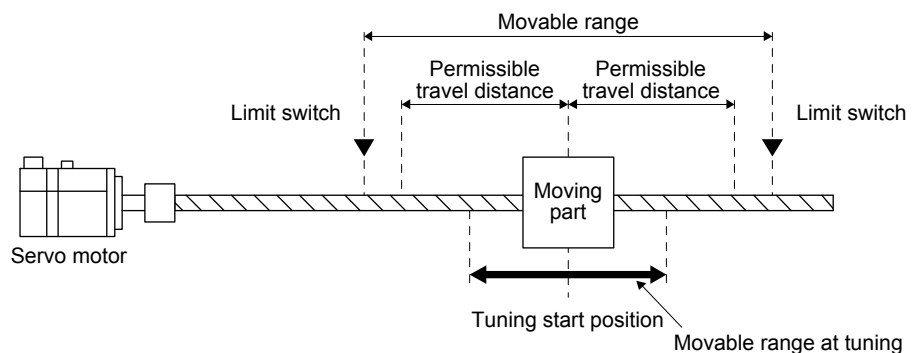 Movable range
Permissible
travel distance
Permissible
travel distance
Limit switch
Limit switch
Moving
part
Servo motor
Tuning start position
Movable range at tuning